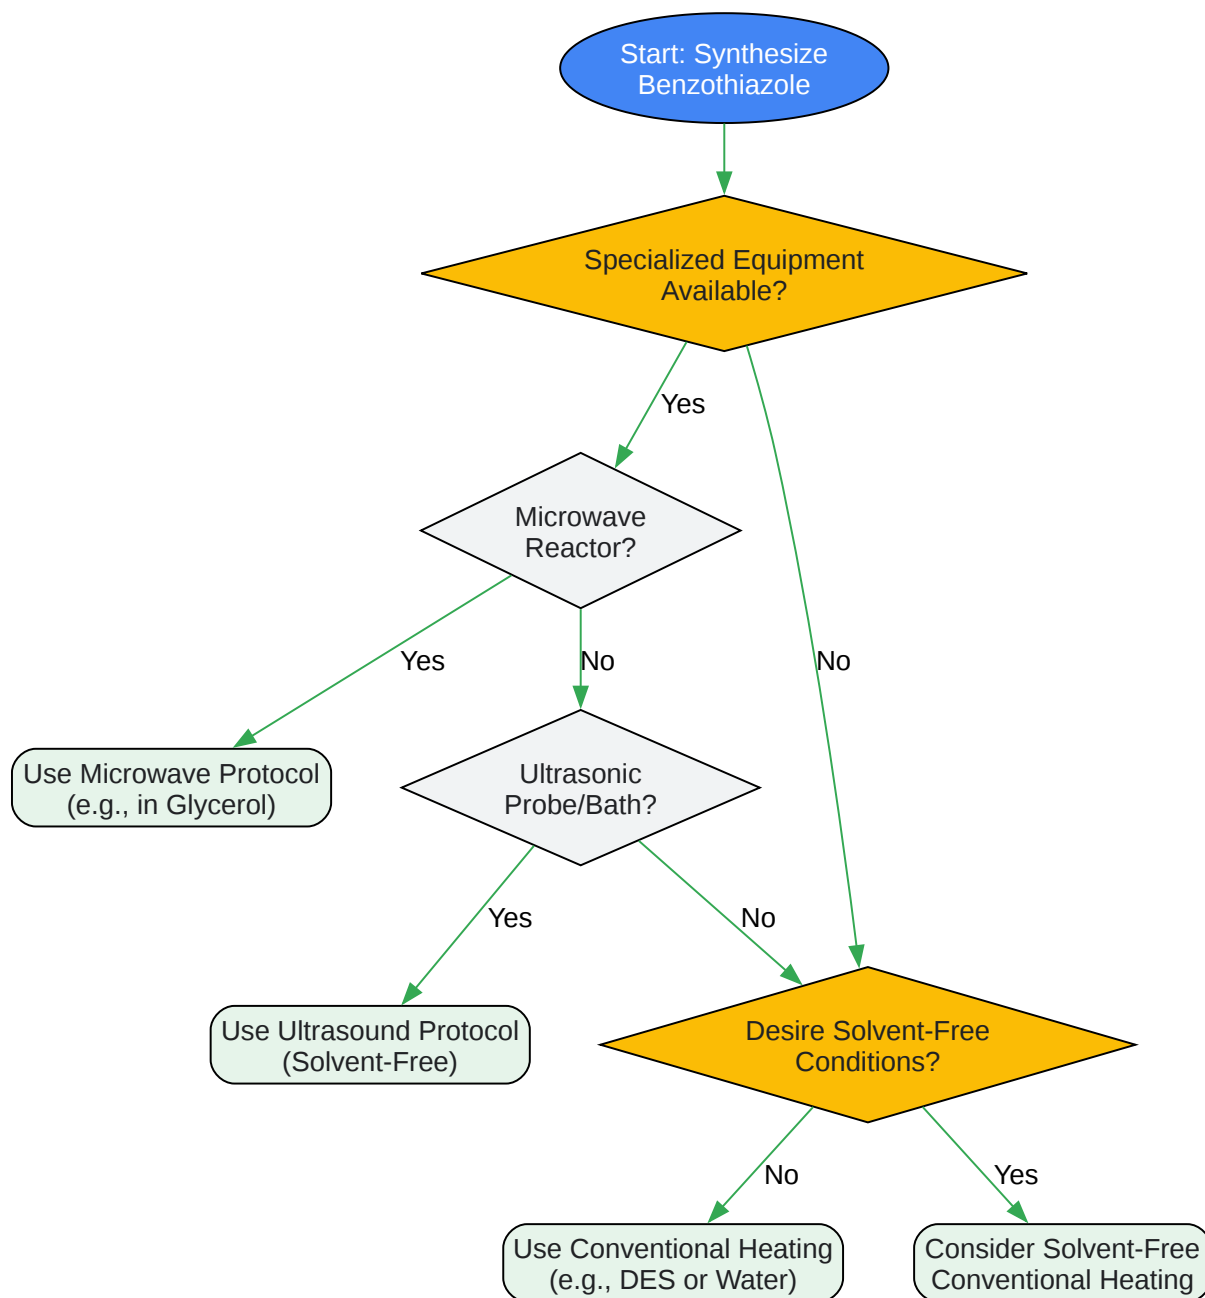 Start: Synthesize
Benzothiazole
Specialized Equipment
Available?
Yes
Microwave
Reactor?
Yes
No
No
Use Microwave Protocol
(e.g., in Glycerol)
Ultrasonic
Probe/Bath?
Yes
No
Use Ultrasound Protocol
(Solvent-Free)
Desire Solvent-Free
Conditions?
No
Yes
Use Conventional Heating
(e.g., DES or Water)
Consider Solvent-Free
Conventional Heating